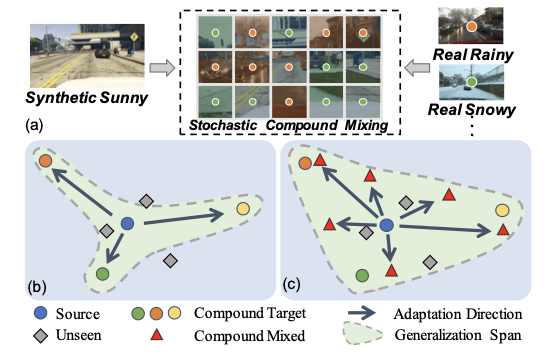 Synthetic Sunny
Stochastic Compound Mixing
Real Rainy
Real Snowy
(a)
(b)
(c)
Source
Compound Target
Adaptation Direction
Unseen
Compound Mixed
Generalization Span